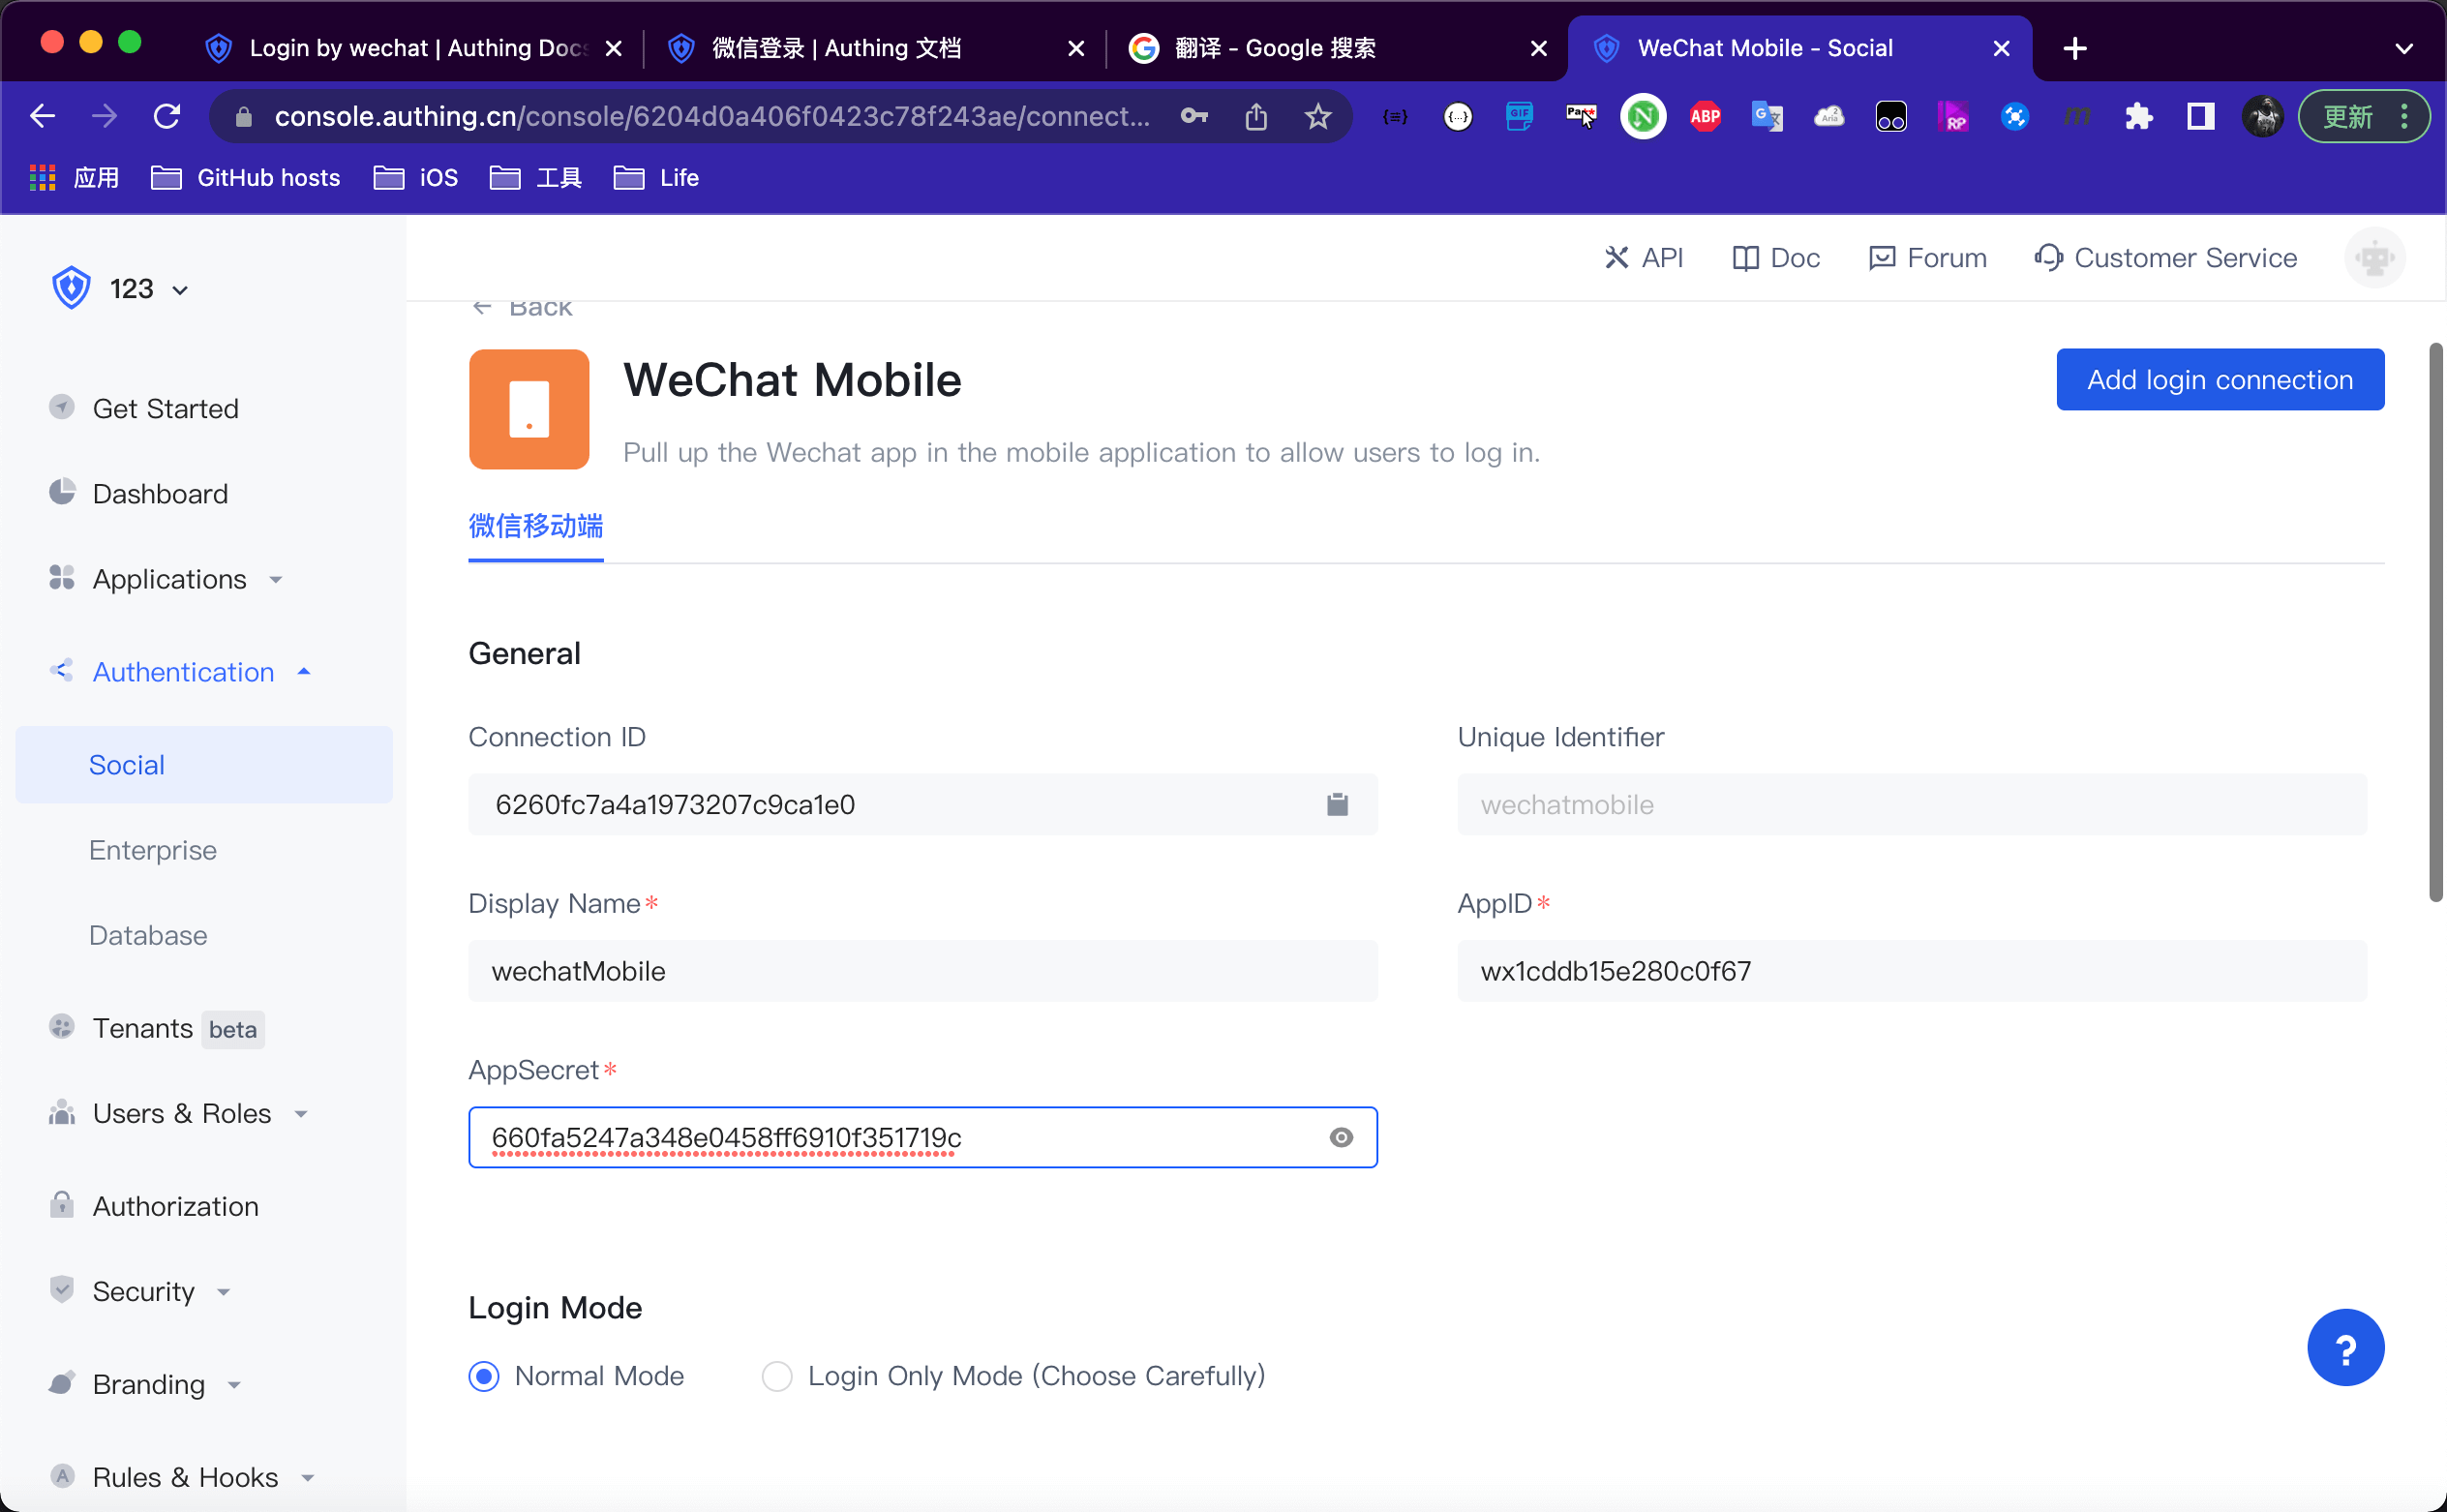 Login by wechat | Authing Docs
微信登录 | Authing 文档
翻译 - Google 搜索
WeChat Mobile - Social
console.authing.cn/console/6204d0a406f0423c78f243ae/connect...
更新
应用
GitHub hosts
iOS
工具
Life
123
API
Doc
Forum
Customer Service
Back
WeChat Mobile
Add login connection
Pull up the Wechat app in the mobile application to allow users to log in.
微信移动端
Get Started
Dashboard
Applications
Authentication
Social
Enterprise
Database
Tenants beta
Users & Roles
Authorization
Security
Branding
Rules & Hooks
General
Connection ID
6260fc7a4a1973207c9ca1e0
Unique Identifier
wechatmobile
Display Name*
wechatMobile
AppID*
wx1cddb15e280c0f67
AppSecret*
660fa5247a348e0458ff6910f351719c
Login Mode
Normal Mode
Login Only Mode (Choose Carefully)
?